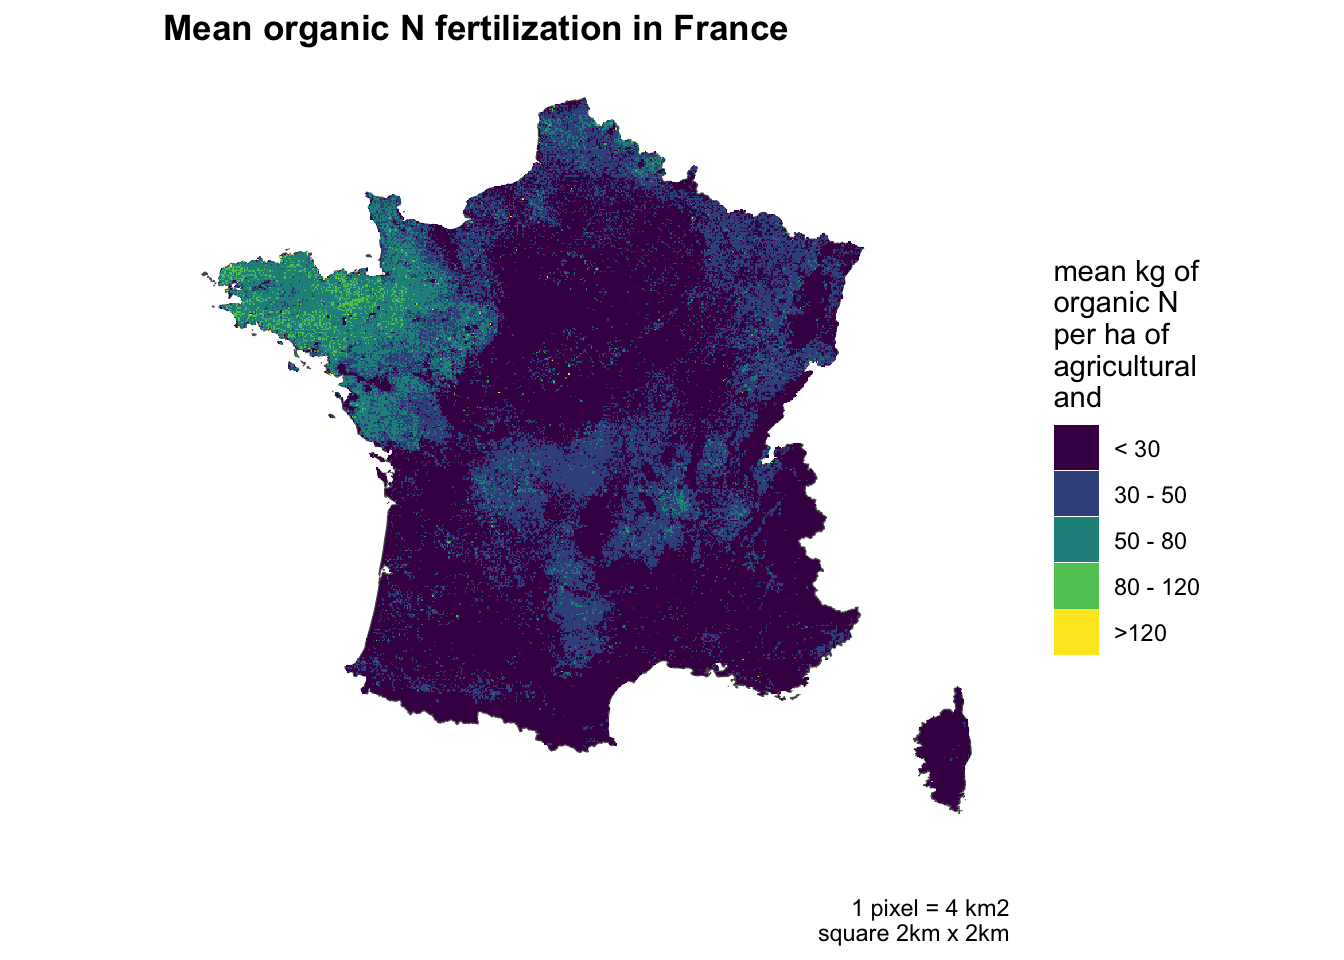 Mean organic N fertilization in France
mean kg of
organic N
per ha of
agricultural
and
< 30
30 - 50
50 - 80
80 - 120
>120
1 pixel = 4 km2
square 2km x 2km